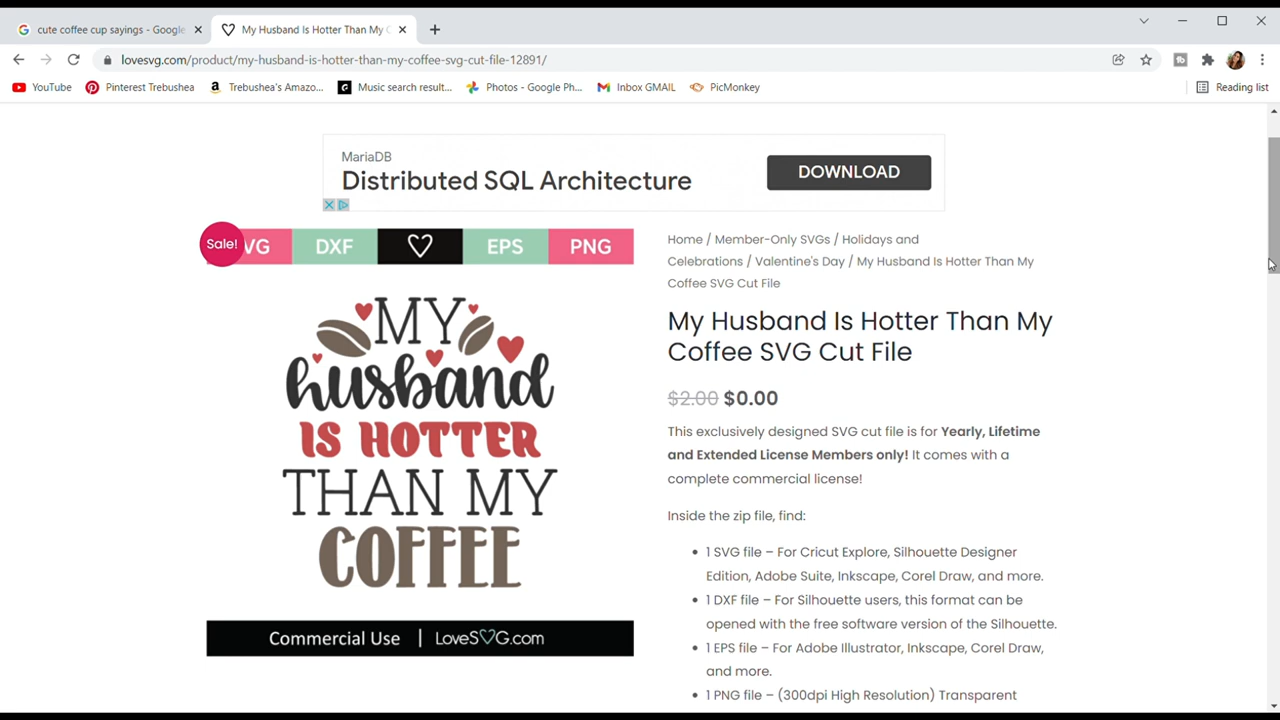 cute coffee cup sayings - Google
My Husband Is Hotter Than My C
lovesvg.com/product/my-husband-is-hotter-than-my-coffee-svg-cut-file-12891/
YouTube
Pinterest Trebushea
Trebushea's Amazo...
Music search result...
Photos - Google Ph...
Inbox GMAIL
PicMonkey
Reading list
MariaDB
Distributed SQL Architecture
DOWNLOAD
Sale!
VG
DXF
EPS
PNG
MY
husband
IS HOTTER
THAN MY
COFFEE
Commercial Use | LoveSVG.com
Home / Member-Only SVGs / Holidays and
Celebrations / Valentine's Day / My Husband Is Hotter Than My
Coffee SVG Cut File
My Husband Is Hotter Than My
Coffee SVG Cut File
$2.00 $0.00
This exclusively designed SVG cut file is for Yearly, Lifetime
and Extended License Members only! It comes with a
complete commercial license!
Inside the zip file, find:
1 SVG file – For Cricut Explore, Silhouette Designer
Edition, Adobe Suite, Inkscape, Corel Draw, and more.
1 DXF file – For Silhouette users, this format can be
opened with the free software version of the Silhouette.
1 EPS file – For Adobe Illustrator, Inkscape, Corel Draw,
and more.
1 PNG file – (300dpi High Resolution) Transparent